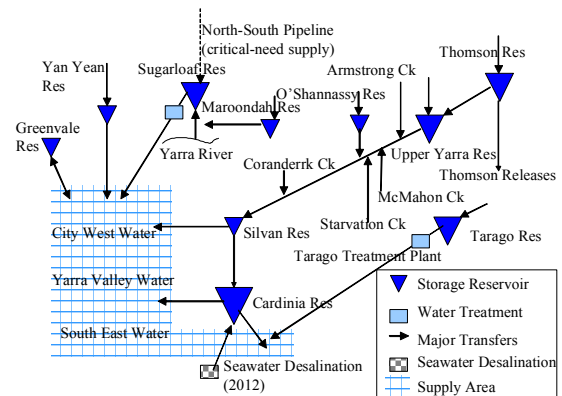 North-South Pipeline
(critical-need supply)
Thomson Res
Yan Yean
Res
Sugarloaf Res
Armstrong Ck
O'Shannassy Res
Maroondah Res
Greenvale
Res
Yarra River
Upper Yarra Res
Coranderrk Ck
Thomson Releases
McMahon Ck
Starvation Ck
City West Water
Silvan Res
Tarago Res
Tarago Treatment Plant
Yarra Valley Water
Cardinia Res
South East Water
Seawater Desalination
(2012)
Storage Reservoir
Water Treatment
Major Transfers
Seawater Desalination
Supply Area